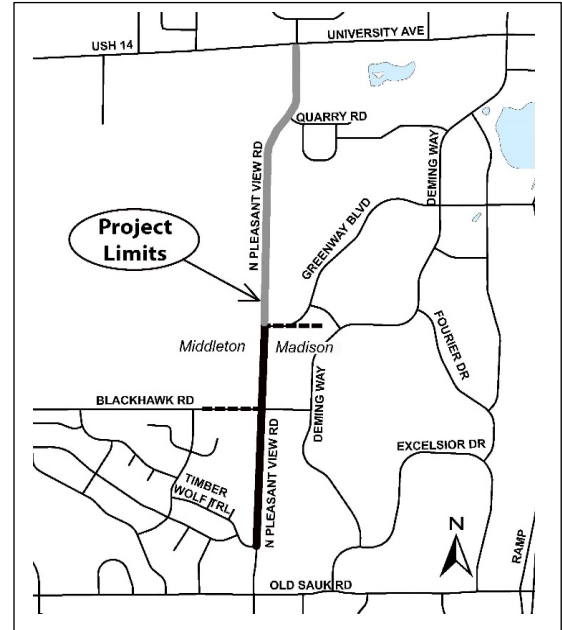 UNIVERSITY AVE
USH 14
QUARRY RD
DEMING WAY
N PLEASANT VIEW RD
GREENWAY BLVD
Project
Limits
FOURIER DR
Middleton
Madison
BLACKHAWK RD
DEMING WAY
N PLEASANT VIEW RD
EXCELSIOR DR
TIMBER
WOLF TRL
N
RAMP
OLD SAUK RD